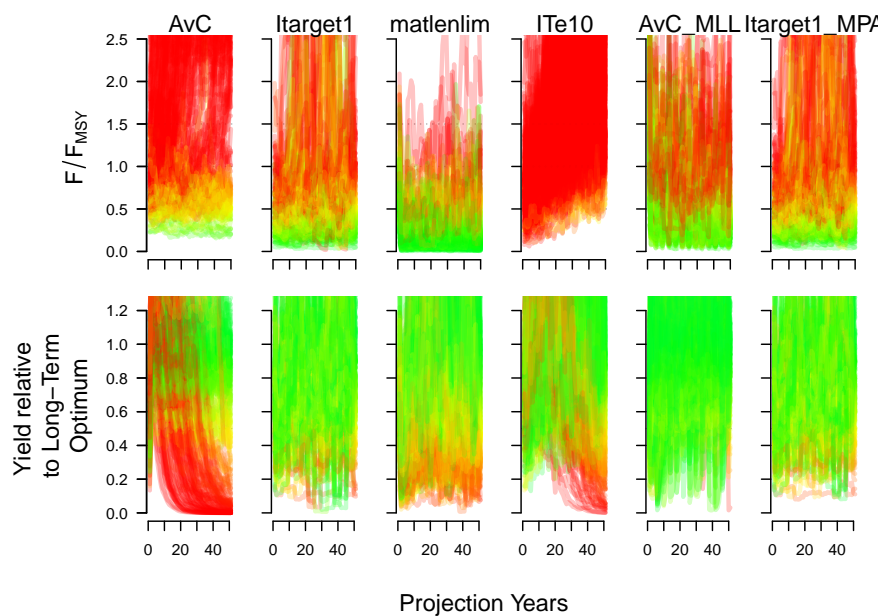 AvC Itarget1 matlenlim ITe10 AvC_MLL Itarget1_MPA
F/F_MSY
2.5
2.0
1.5
1.0
0.5
0.0
Yield relative
to Long−Term
Optimum
1.2
1.0
0.8
0.6
0.4
0.2
0.0
0 20 40 0 20 40 0 20 40 0 20 40 0 20 40 0 20 40
Projection Years